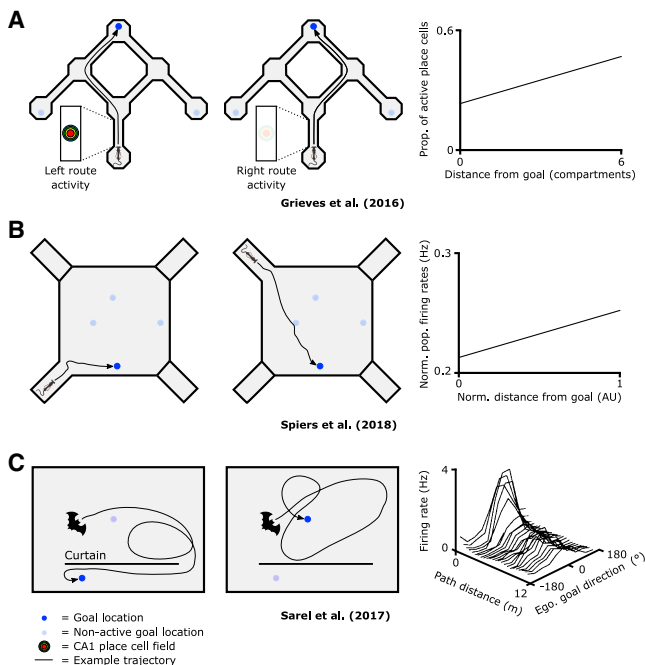 A
Left route
activity
Right route
activity
Grieves et al. (2016)
Prop. of active place cells
0.6
0
0
6
Distance from goal (compartments)
B
Spiers et al. (2018)
Norm. pop. firing rates (Hz)
0.3
0.2
0
1
Norm. distance from goal (AU)
C
Curtain
Sarel et al. (2017)
Firing rate (Hz)
4
0
0
Path distance (m)
12
-180
0
180
Ego. goal direction (°)
= Goal location
= Non-active goal location
= CA1 place cell field
= Example trajectory